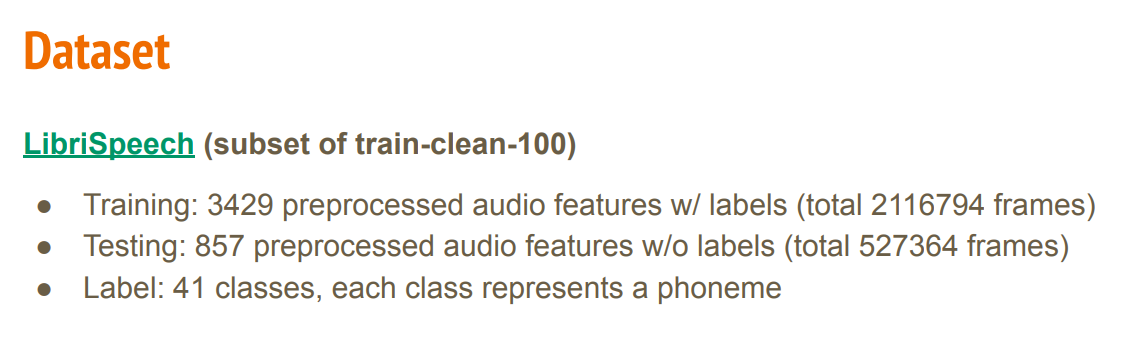 Dataset
LibriSpeech (subset of train-clean-100)
● Training: 3429 preprocessed audio features w/ labels (total 2116794 frames)
● Testing: 857 preprocessed audio features w/o labels (total 527364 frames)
● Label: 41 classes, each class represents a phoneme